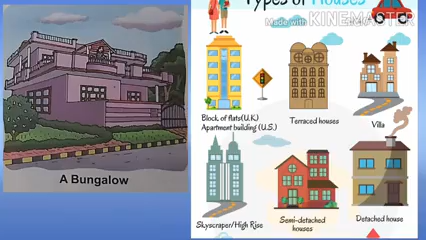 Types of Houses
Made with KINEMASTER
A Bungalow
Block of flats(U.K)
Apartment building (U.S.)
Terraced houses
Villa
Skyscraper/High Rise
Semi-detached
houses
Detached house